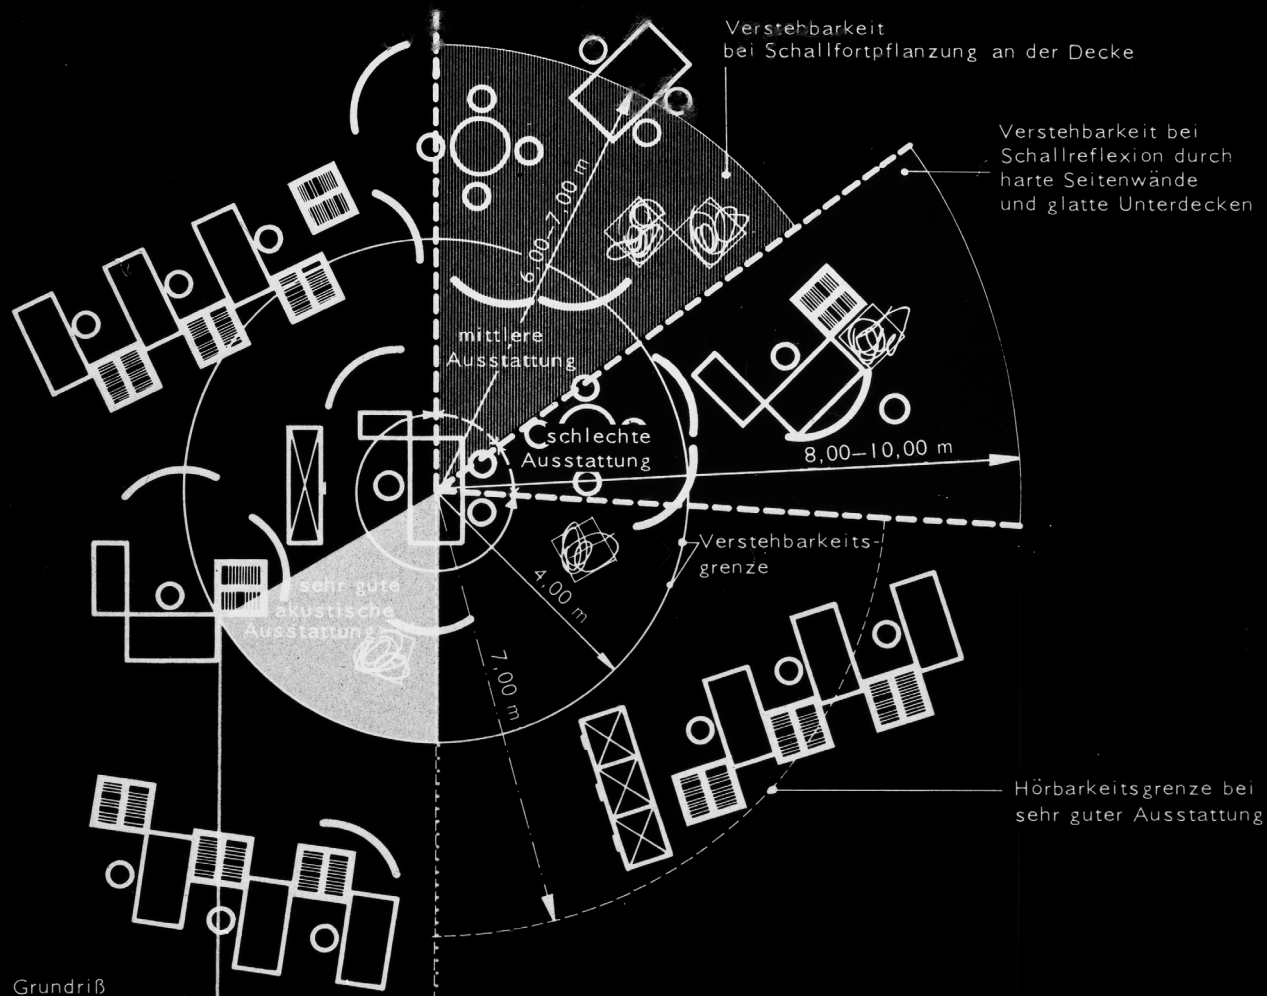 Verstehbarkeit
bei Schallfortpflanzung an der Decke
Verstehbarkeit bei
Schallreflexion durch
harte Seitenwände
und glatte Unterdecken
6,00–7,00 m
mittlere
Ausstattung
schlechte
Ausstattung
8,00–10,00 m
Verstehbarkeits-
grenze
4,00 m
sehr gute
akustische
Ausstattung
7,00 m
Hörbarkeitsgrenze bei
sehr guter Ausstattung
Grundriß